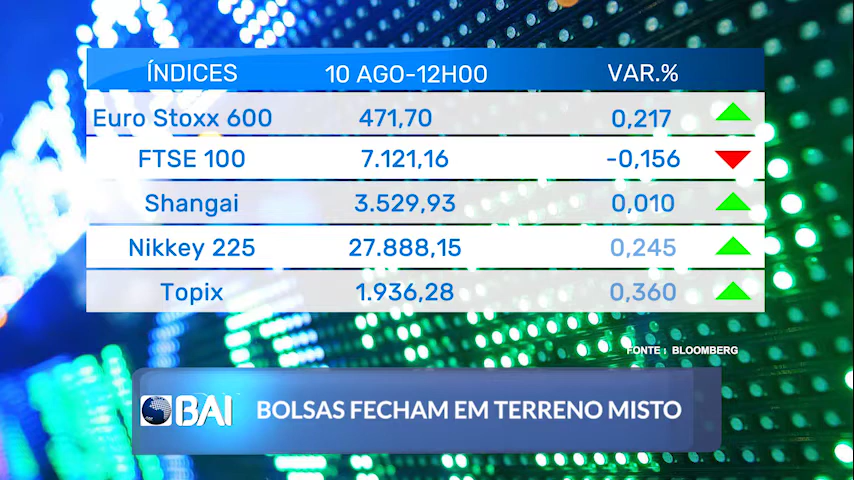 ÍNDICES 10 AGO-12H00 VAR.%
Euro Stoxx 600 471,70 0,217
FTSE 100 7.121,16 -0,156
Shangai 3.529,93 0,010
Nikkey 225 27.888,15 0,245
Topix 1.936,28 0,360
FONTE : BLOOMBERG
BAI BOLSAS FECHAM EM TERRENO MISTO